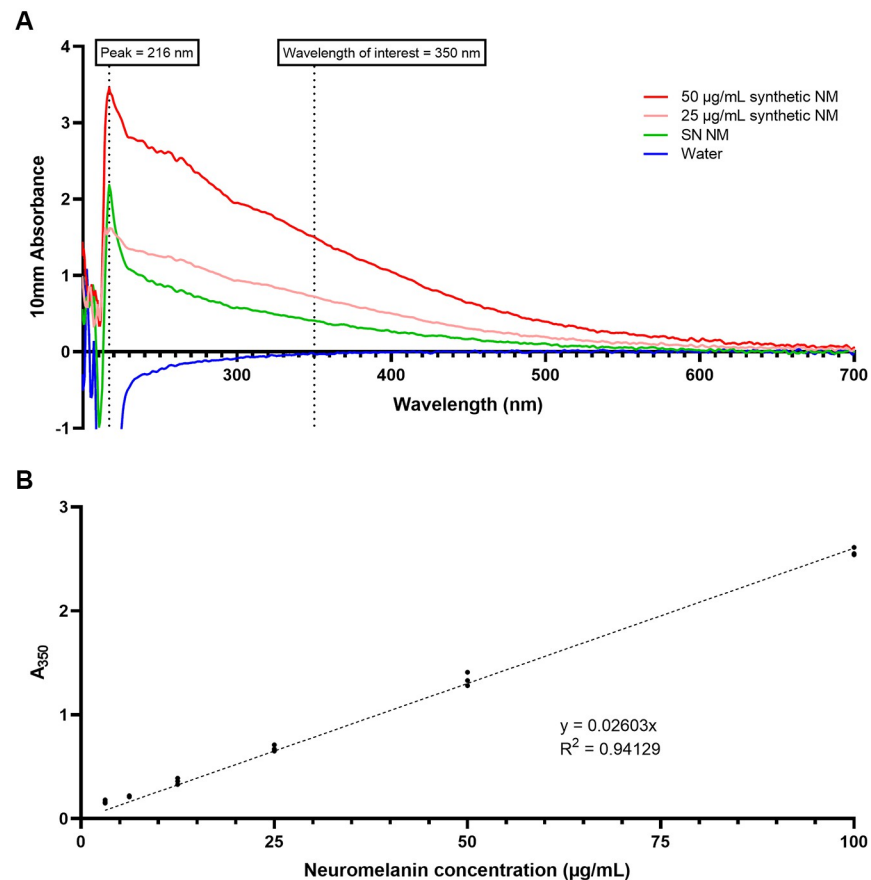 A
Peak = 216 nm
Wavelength of interest = 350 nm
50 µg/mL synthetic NM
25 µg/mL synthetic NM
SN NM
Water
10mm Absorbance
4
3
2
1
0
-1
300
400
500
600
700
Wavelength (nm)
B
A350
3
2
1
0
y = 0.02603x
R² = 0.94129
0
25
50
75
100
Neuromelanin concentration (µg/mL)